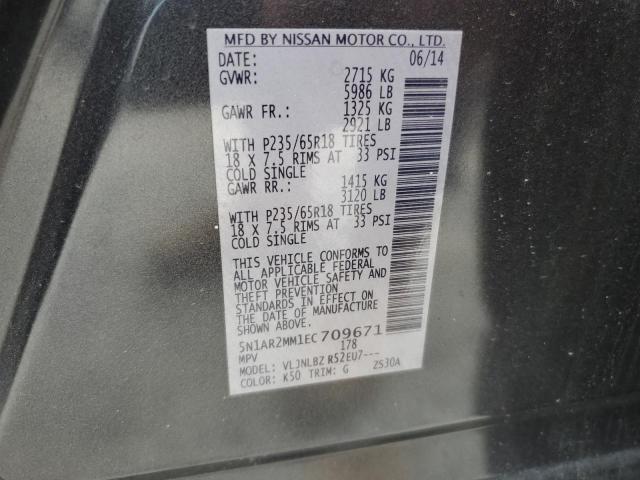 MFD BY NISSAN MOTOR CO., LTD.
DATE: 06/14
GVWR: 2715 KG
5986 LB
GAWR FR.: 1325 KG
2921 LB
WITH P235/65R18 TIRES
18 X 7.5 RIMS AT 33 PSI
COLD SINGLE
GAWR RR.: 1415 KG
3120 LB
WITH P235/65R18 TIRES
18 X 7.5 RIMS AT 33 PSI
COLD SINGLE
THIS VEHICLE CONFORMS TO
ALL APPLICABLE FEDERAL
MOTOR VEHICLE SAFETY AND
THEFT PREVENTION
STANDARDS IN EFFECT ON
THE DATE OF MANUFACTURE
SHOWN ABOVE.
5N1AR2MM1EC709671
MPV 178
MODEL: VLJNLBZ RS2EU7---
COLOR: K50 TRIM: G ZS30A